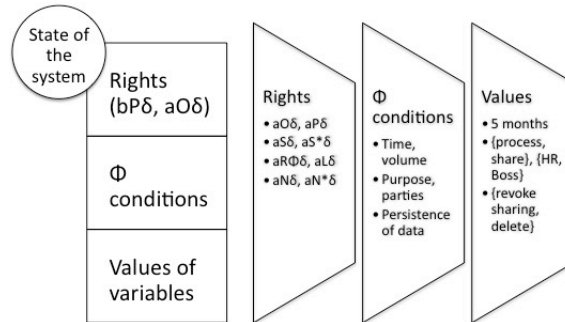 State of
the
system
Rights
(bPδ, aOδ)
Φ
conditions
Values of
variables
Rights
• aOδ, aPδ
• aSδ, aS*δ
• aRΦδ, aLδ
• aNδ, aN*δ
Φ
conditions
• Time,
volume
• Purpose,
parties
• Persistence
of data
Values
• 5 months
• {process,
share}, {HR,
Boss}
• {revoke
sharing,
delete}